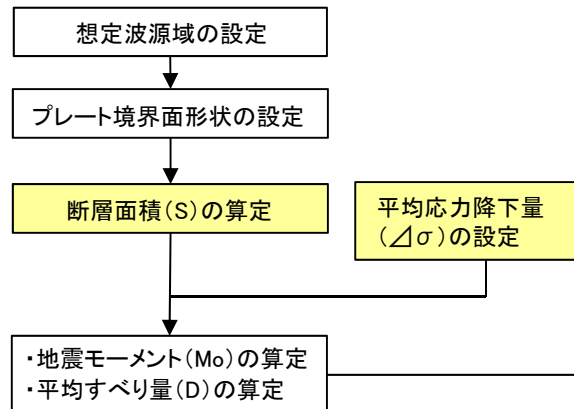 想定波源域の設定
プレート境界面形状の設定
断層面積(S)の算定
平均応力降下量
(⊿σ)の設定
・地震モーメント(Mo)の算定
・平均すべり量(D)の算定